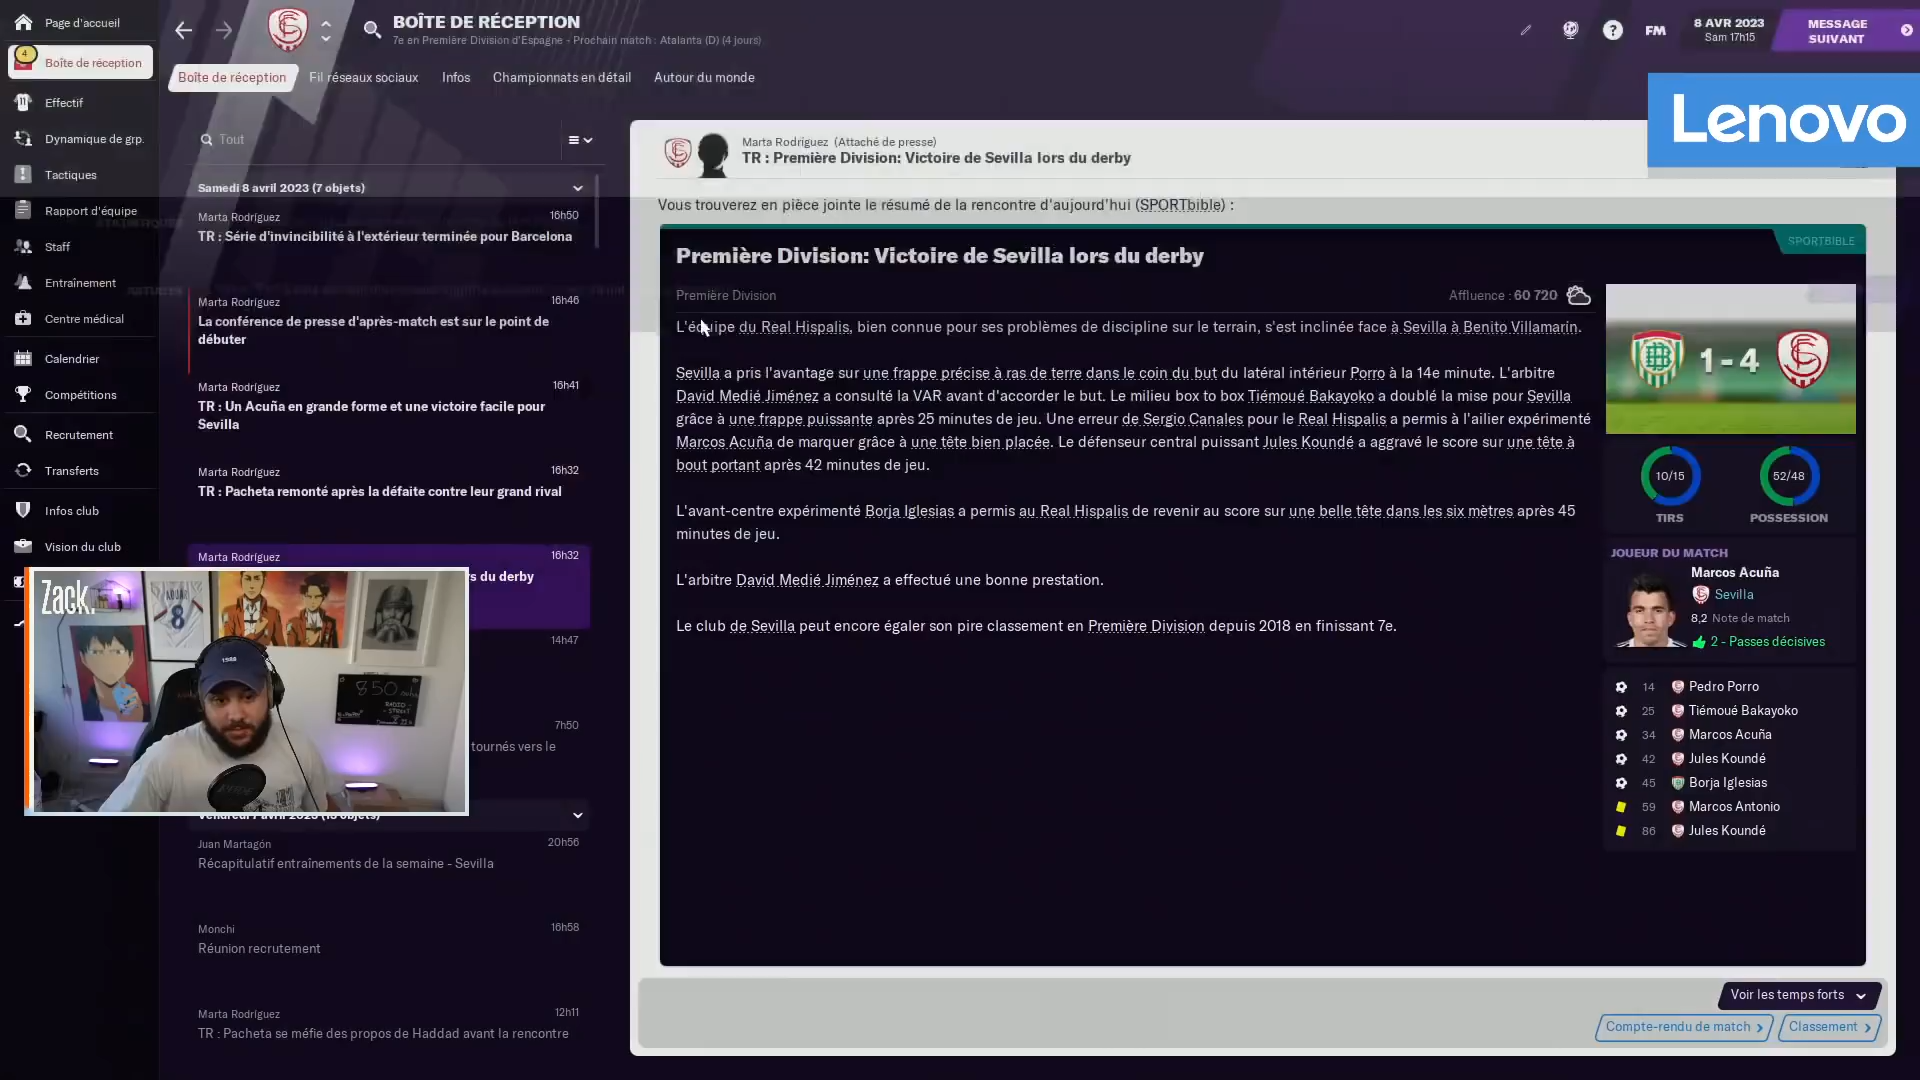 Page d'accueil
4
Boîte de réception
Effectif
Dynamique de grp.
Tactiques
Rapport d'équipe
Staff
Entraînement
Centre médical
Calendrier
Compétitions
Recrutement
Transferts
Infos club
Vision du club
BOÎTE DE RÉCEPTION
7e en Première Division d'Espagne - Prochain match : Atalanta (D) (4 jours)
FM
8 AVR 2023
Sam 17h15
MESSAGE
SUIVANT
Boîte de réception
Fil réseaux sociaux
Infos
Championnats en détail
Autour du monde
Lenovo
Tout
Samedi 8 avril 2023 (7 objets)
Marta Rodríguez 16h50
TR : Série d'invincibilité à l'extérieur terminée pour Barcelona
Marta Rodríguez 16h46
La conférence de presse d'après-match est sur le point de
débuter
Marta Rodríguez 16h41
TR : Un Acuña en grande forme et une victoire facile pour
Sevilla
Marta Rodríguez 16h32
TR : Pacheta remonté après la défaite contre leur grand rival
Marta Rodríguez 16h32
s du derby
14h47
7h50
tournés vers le
Zack.
Juan Martagón 20h56
Récapitulatif entraînements de la semaine - Sevilla
Monchi 16h58
Réunion recrutement
Marta Rodríguez 12h11
TR : Pacheta se méfie des propos de Haddad avant la rencontre
Marta Rodríguez (Attaché de presse)
TR : Première Division: Victoire de Sevilla lors du derby
Vous trouverez en pièce jointe le résumé de la rencontre d'aujourd'hui (SPORTbible) :
SPORTBIBLE
Première Division: Victoire de Sevilla lors du derby
Première Division
Affluence : 60 720
L'équipe du Real Hispalis, bien connue pour ses problèmes de discipline sur le terrain, s'est inclinée face à Sevilla à Benito Villamarín.
Sevilla a pris l'avantage sur une frappe précise à ras de terre dans le coin du but du latéral intérieur Porro à la 14e minute. L'arbitre
David Medié Jiménez a consulté la VAR avant d'accorder le but. Le milieu box to box Tiémoué Bakayoko a doublé la mise pour Sevilla
grâce à une frappe puissante après 25 minutes de jeu. Une erreur de Sergio Canales pour le Real Hispalis a permis à l'ailier expérimenté
Marcos Acuña de marquer grâce à une tête bien placée. Le défenseur central puissant Jules Koundé a aggravé le score sur une tête à
bout portant après 42 minutes de jeu.
L'avant-centre expérimenté Borja Iglesias a permis au Real Hispalis de revenir au score sur une belle tête dans les six mètres après 45
minutes de jeu.
L'arbitre David Medié Jiménez a effectué une bonne prestation.
Le club de Sevilla peut encore égaler son pire classement en Première Division depuis 2018 en finissant 7e.
1 - 4
10/15
TIRS
52/48
POSSESSION
JOUEUR DU MATCH
Marcos Acuña
Sevilla
8,2 Note de match
2 - Passes décisives
14 Pedro Porro
25 Tiémoué Bakayoko
34 Marcos Acuña
42 Jules Koundé
45 Borja Iglesias
59 Marcos Antonio
86 Jules Koundé
Voir les temps forts
Compte-rendu de match
Classement